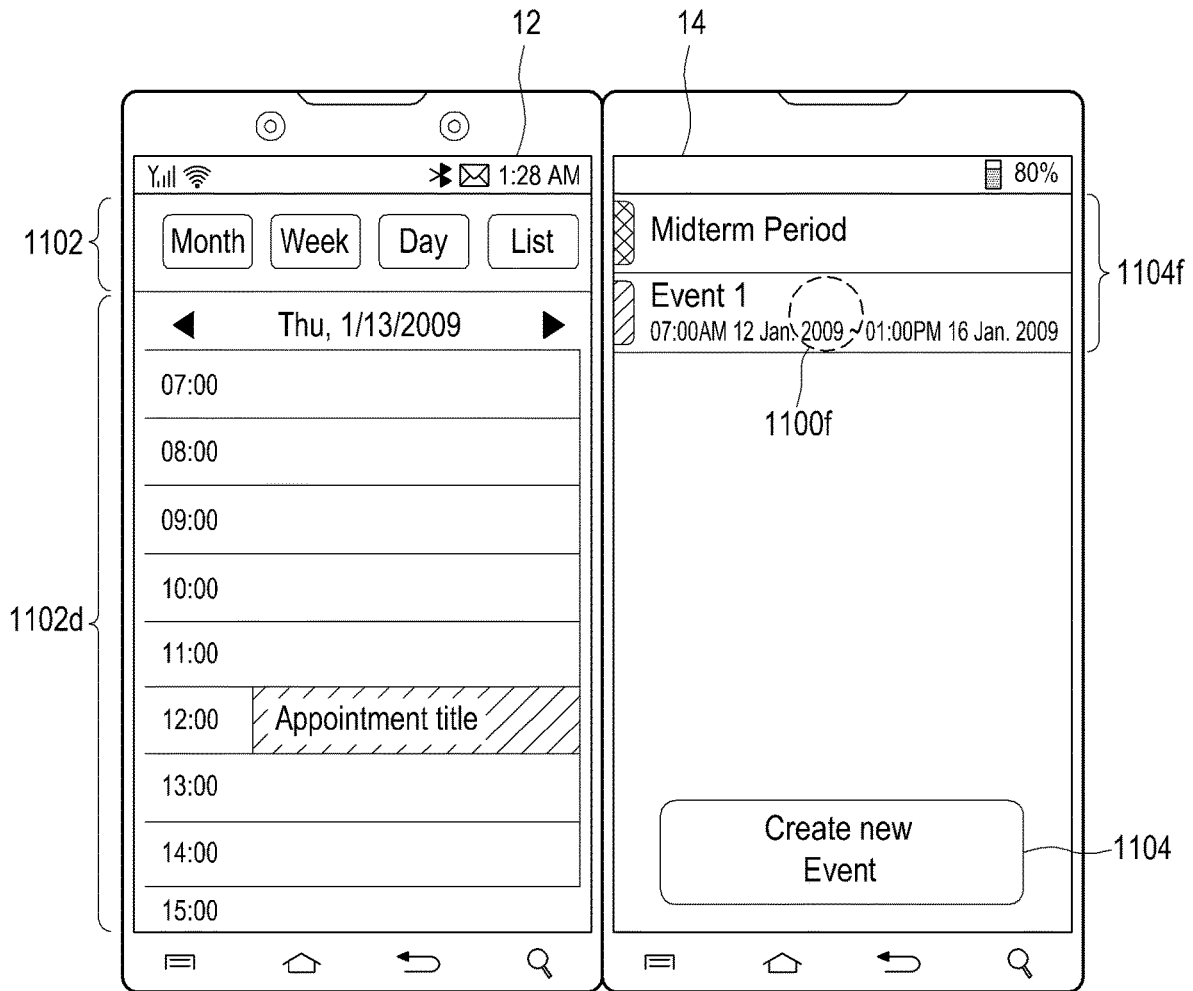 12
14
1:28 AM
80%
1102
Month Week Day List
Midterm Period
1104f
Event 1
07:00AM 12 Jan. 2009 ~ 01:00PM 16 Jan. 2009
1100f
Thu, 1/13/2009
1102d
07:00
08:00
09:00
10:00
11:00
12:00 Appointment title
13:00
14:00
15:00
Create new
Event
1104